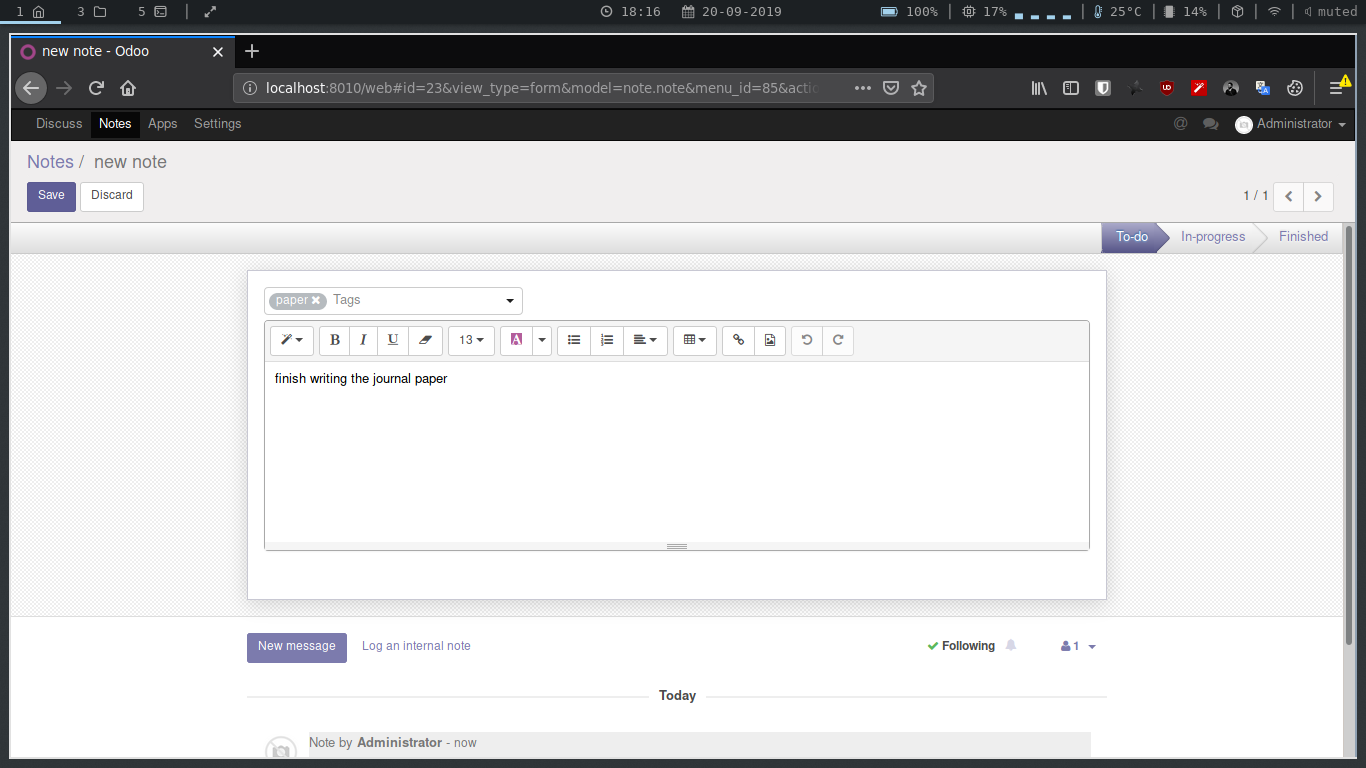 1 3 5 18:16 20-09-2019 100% 17% 25°C 14% muted
new note - Odoo
localhost:8010/web#id=23&view_type=form&model=note.note&menu_id=85&actio
Discuss Notes Apps Settings @ Administrator
Notes / new note
Save Discard 1 / 1
To-do In-progress Finished
paper Tags
B I U 13 A
finish writing the journal paper
New message Log an internal note Following 1
Today
Note by Administrator - now